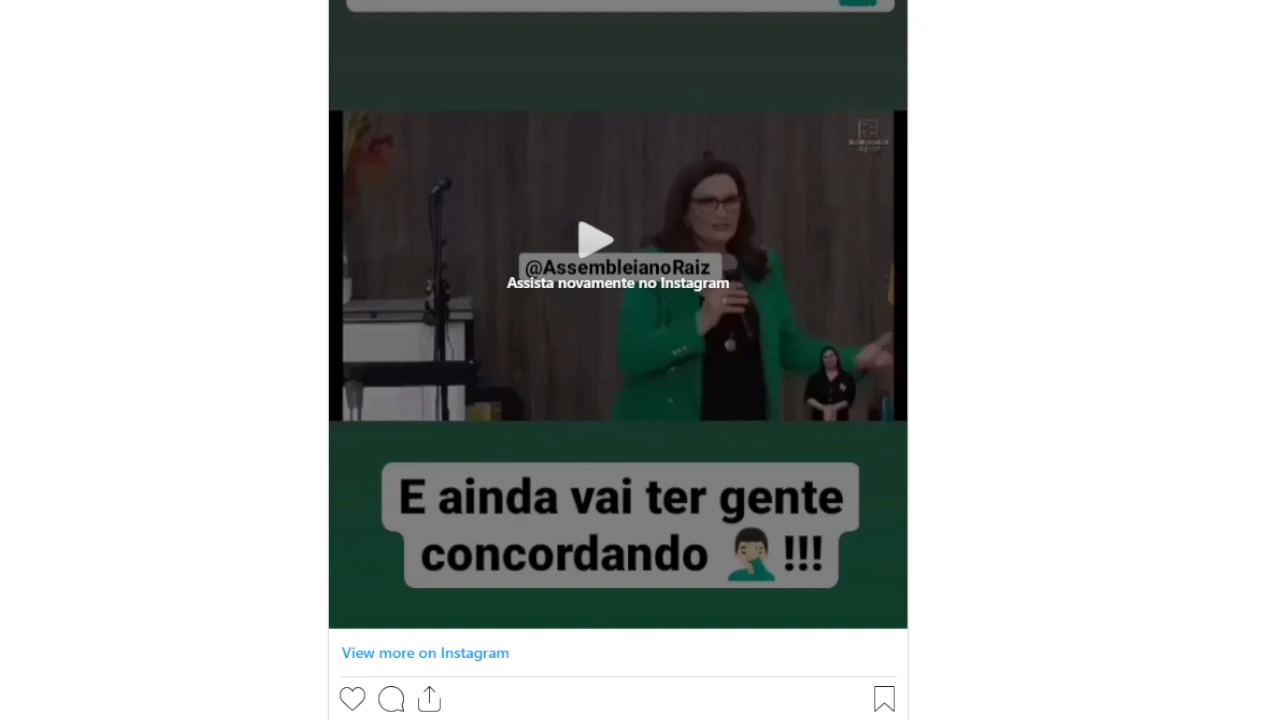 @AssembleianoRaiz
Assista novamente no Instagram
E ainda vai ter gente
concordando 🤦🏻‍♂️!!!
View more on Instagram